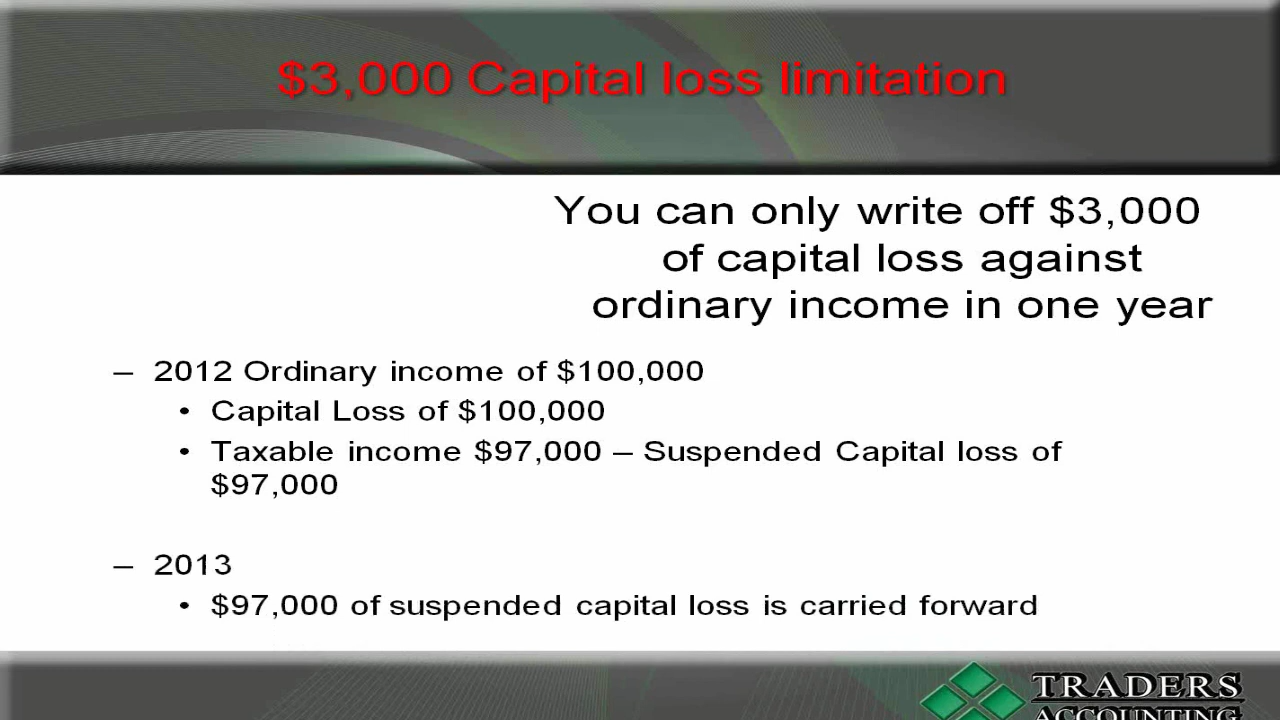 $3,000 Capital loss limitation
You can only write off $3,000
of capital loss against
ordinary income in one year
– 2012 Ordinary income of $100,000
• Capital Loss of $100,000
• Taxable income $97,000 – Suspended Capital loss of
$97,000
– 2013
• $97,000 of suspended capital loss is carried forward
TRADERS
ACCOUNTING